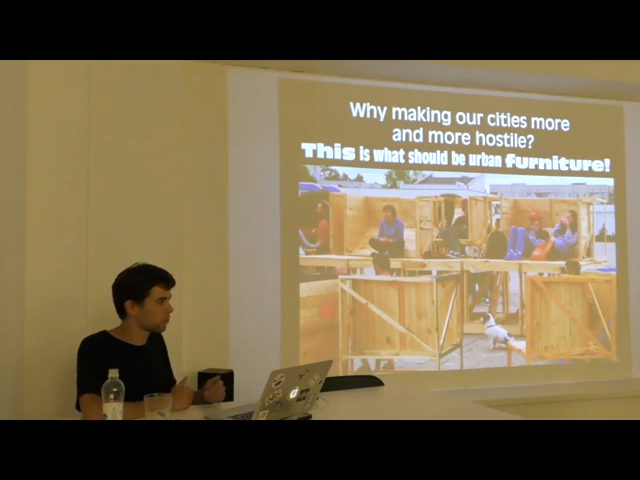 Why making our cities more
and more hostile?
This is what should be urban furniture!